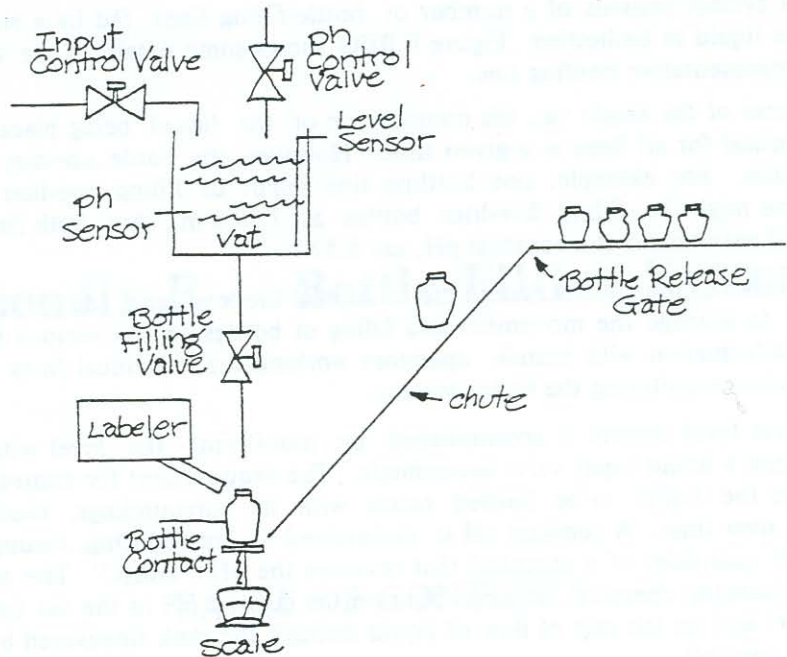 Input
Control Valve
ph
Control
Valve
Level
Sensor
ph
Sensor
vat
Bottle Release
Gate
Bottle
Filling
Valve
chute
Labeler
Bottle
Contact
Scale